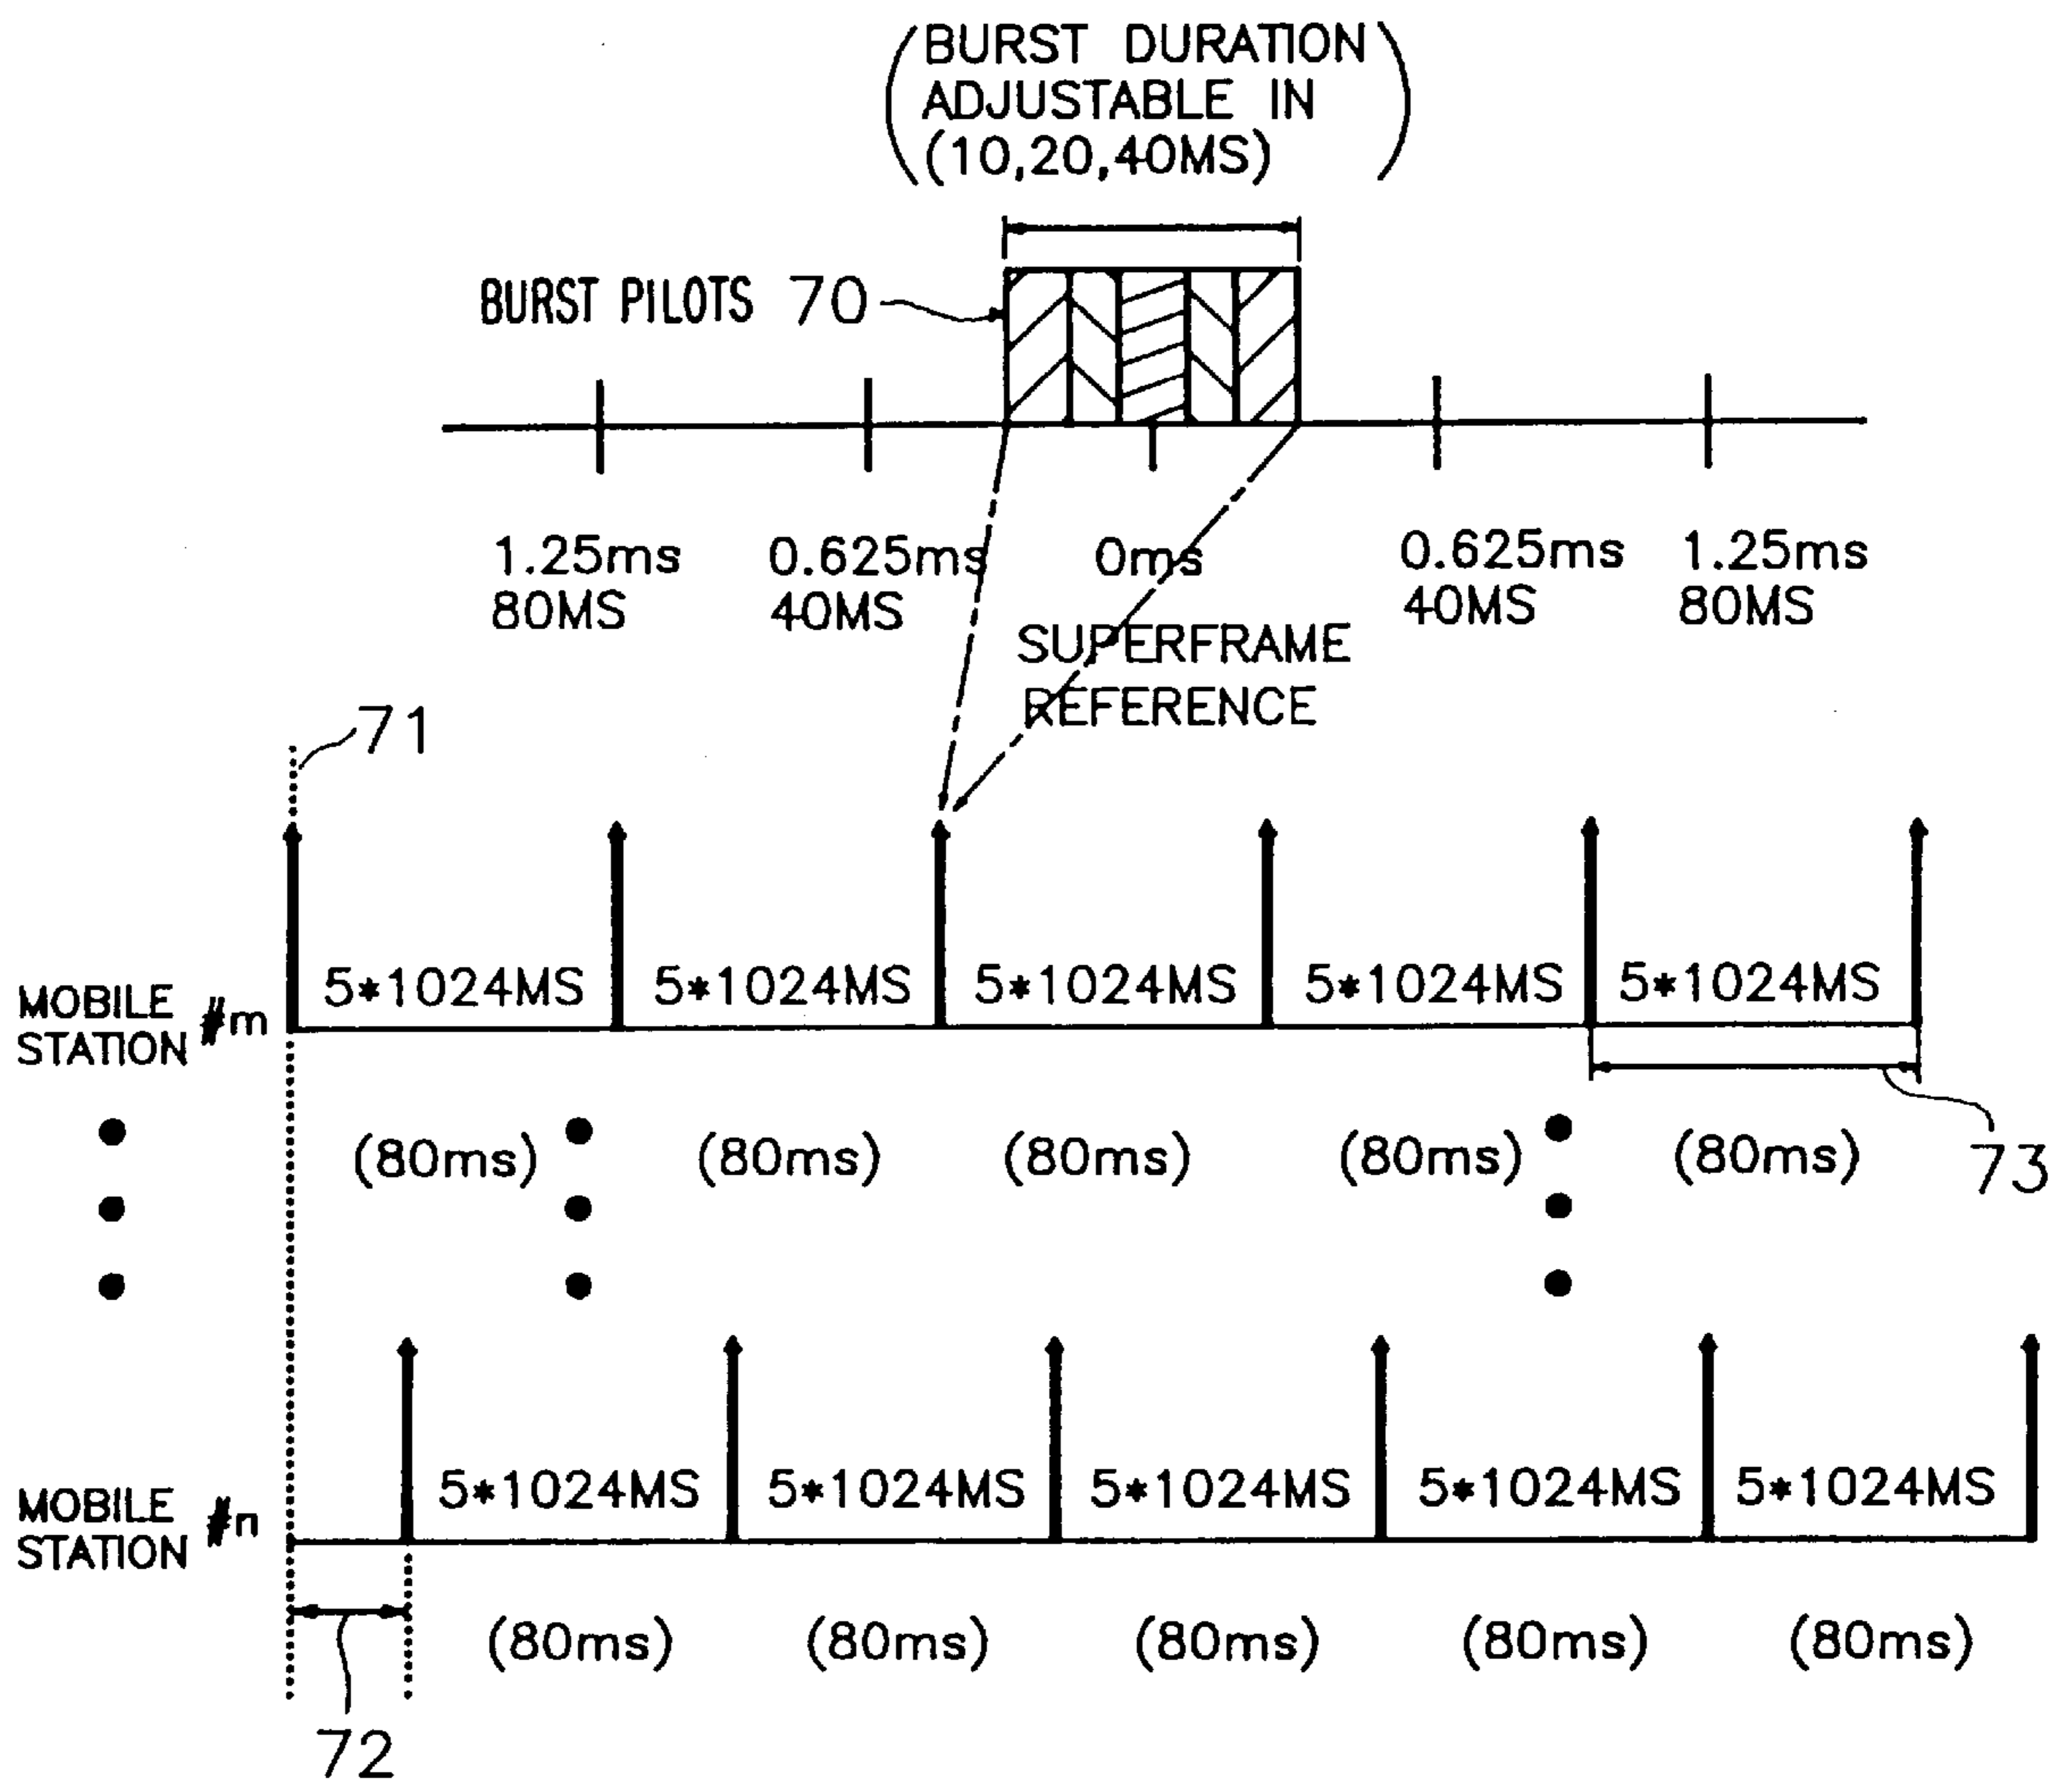 BURST DURATION
ADJUSTABLE IN
(10,20,40MS)
BURST PILOTS 70
1.25ms 0.625ms 0ms 0.625ms 1.25ms
80MS 40MS 40MS 80MS
SUPERFRAME
REFERENCE
71
5*1024MS 5*1024MS 5*1024MS 5*1024MS 5*1024MS
MOBILE
STATION #m
(80ms) (80ms) (80ms) (80ms) (80ms)
73
5*1024MS 5*1024MS 5*1024MS 5*1024MS 5*1024MS
MOBILE
STATION #n
(80ms) (80ms) (80ms) (80ms) (80ms)
72